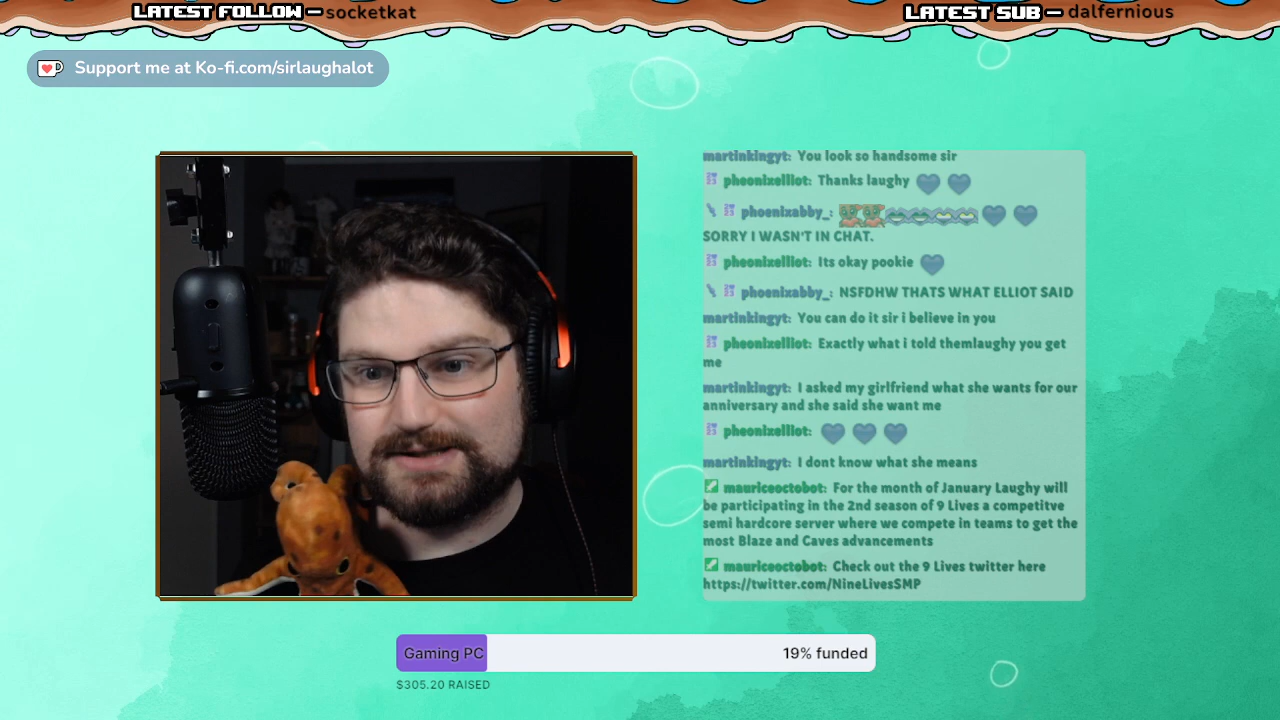 LATEST FOLLOW – socketkat
LATEST SUB – dalfernious
Support me at Ko-fi.com/sirlaughalot
martinkingyt: You look so handsome sir
pheonixelliot: Thanks laughy
phoenixabby_:
SORRY I WASN'T IN CHAT.
pheonixelliot: Its okay pookie
phoenixabby_: NSFDHW THATS WHAT ELLIOT SAID
martinkingyt: You can do it sir i believe in you
pheonixelliot: Exactly what i told themlaughy you get
me
martinkingyt: I asked my girlfriend what she wants for our
anniversary and she said she want me
pheonixelliot:
martinkingyt: I dont know what she means
mauriceoctobot: For the month of January Laughy will
be participating in the 2nd season of 9 Lives a competitve
semi hardcore server where we compete in teams to get the
most Blaze and Caves advancements
mauriceoctobot: Check out the 9 Lives twitter here
https://twitter.com/NineLivesSMP
Gaming PC 19% funded
$305.20 RAISED